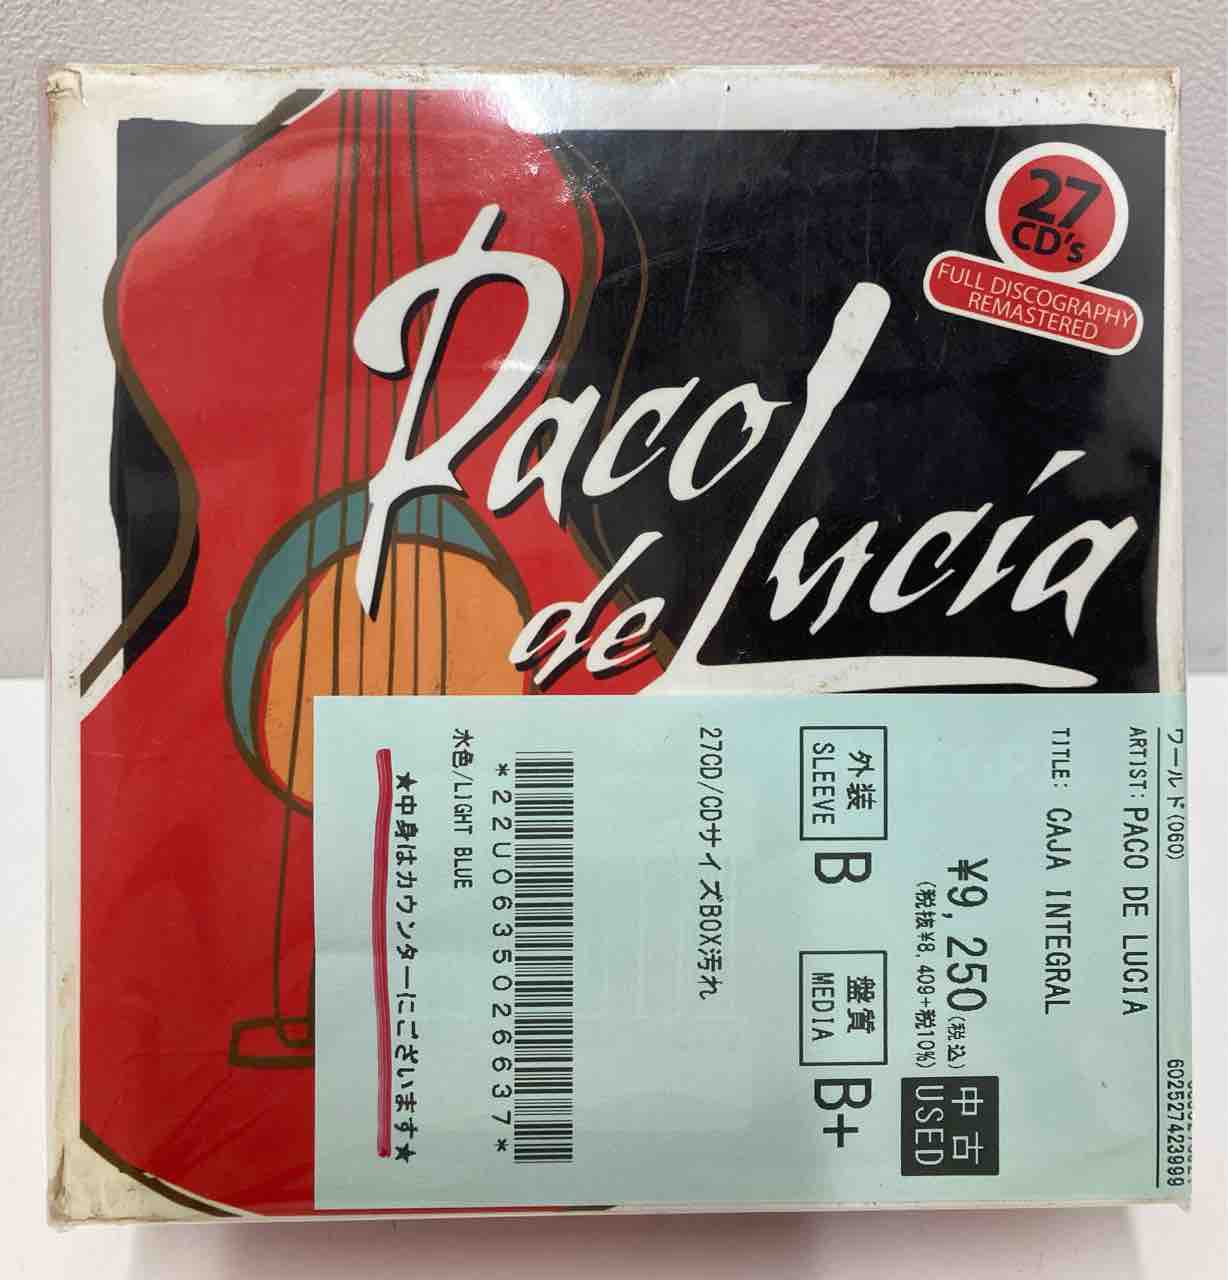 27
CD's
FULL DISCOGRAPHY
REMASTERED
Paco
de Lucía
ワールド(060)
602527423999
ARTIST: PACO DE LUCIA
TITLE: CAJA INTEGRAL
¥9,250(税込)
(税抜¥8,409+税10%)
中古
USED
外装
SLEEVE
B
盤質
MEDIA
B+
27CD/CDサイズBOX汚れ
*22U0635026637*
水色/LIGHT BLUE
★中身はカウンターにございます★